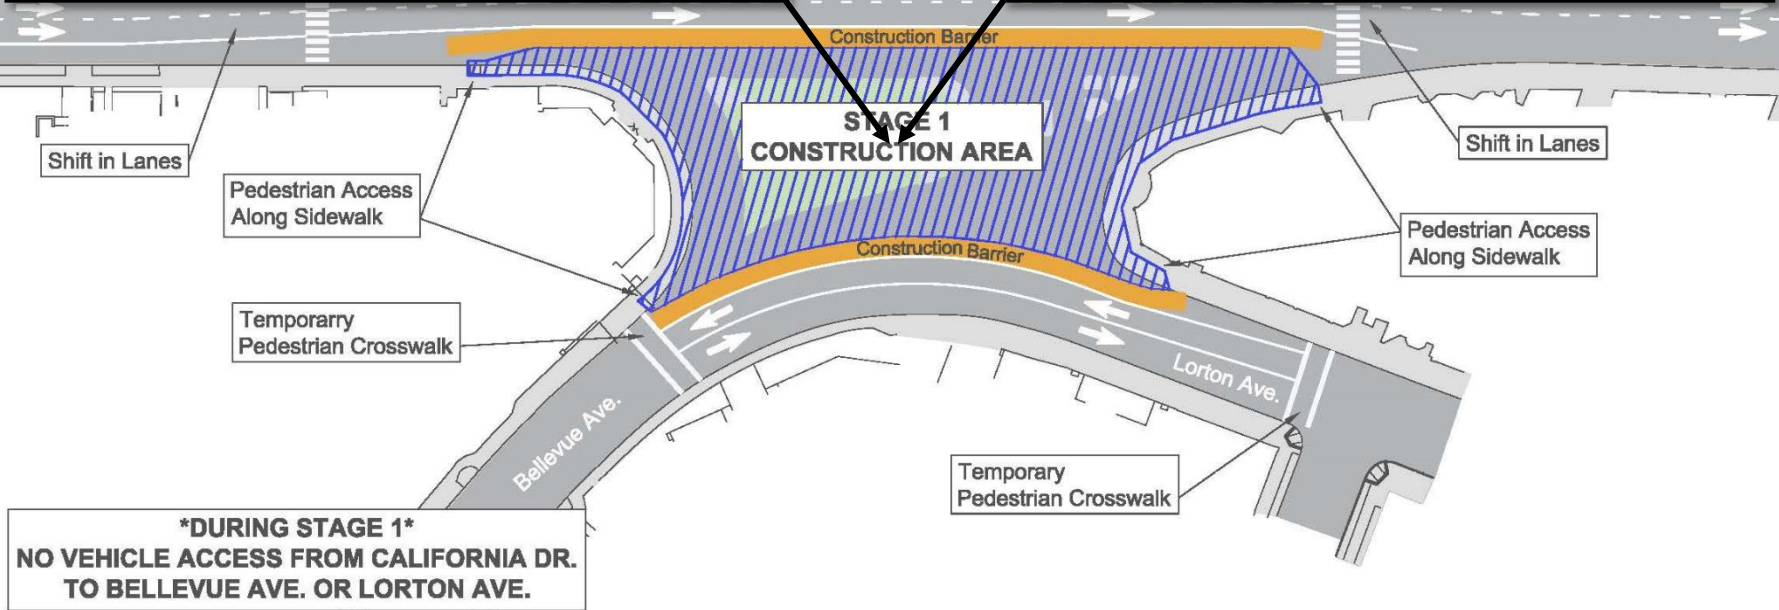 Construction Barrier
STAGE 1
CONSTRUCTION AREA
Shift in Lanes
Shift in Lanes
Pedestrian Access
Along Sidewalk
Pedestrian Access
Along Sidewalk
Construction Barrier
Temporarry
Pedestrian Crosswalk
Lorton Ave.
Bellevue Ave.
Temporary
Pedestrian Crosswalk
*DURING STAGE 1*
NO VEHICLE ACCESS FROM CALIFORNIA DR.
TO BELLEVUE AVE. OR LORTON AVE.